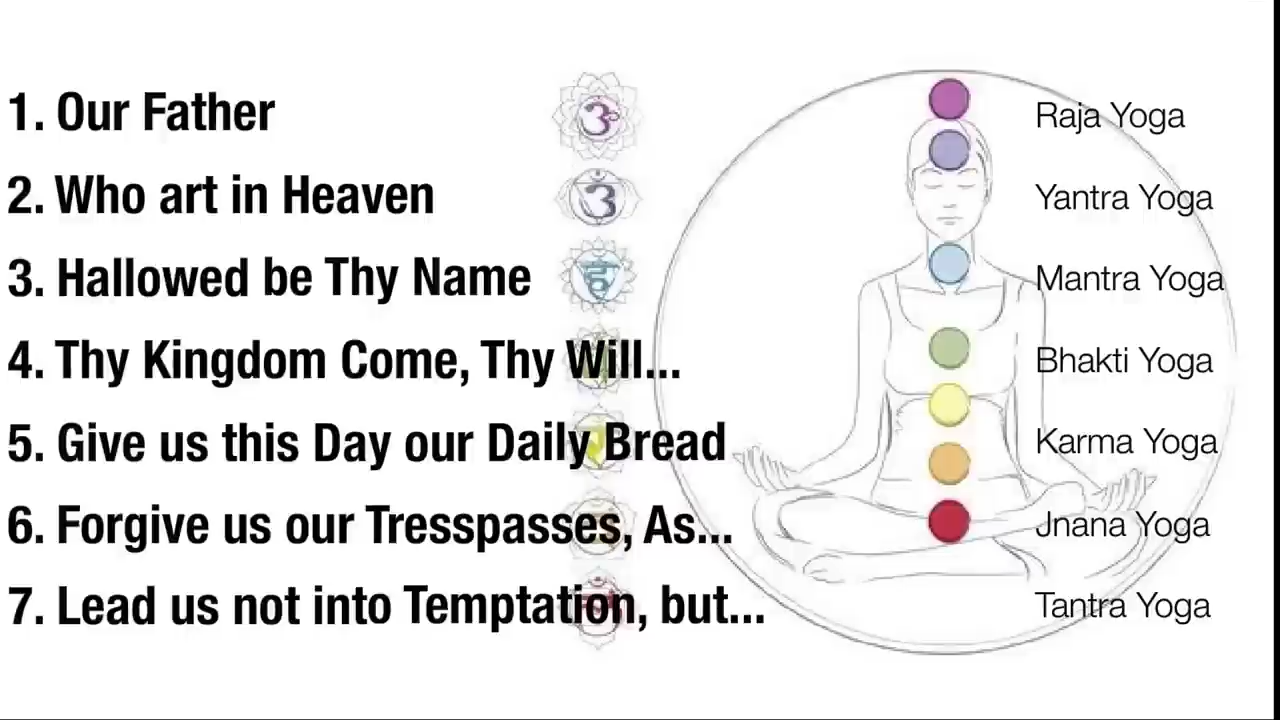 1. Our Father
2. Who art in Heaven
3. Hallowed be Thy Name
4. Thy Kingdom Come, Thy Will...
5. Give us this Day our Daily Bread
6. Forgive us our Tresspasses, As...
7. Lead us not into Temptation, but...
ॐ
ॐ
हं
Raja Yoga
Yantra Yoga
Mantra Yoga
Bhakti Yoga
Karma Yoga
Jnana Yoga
Tantra Yoga